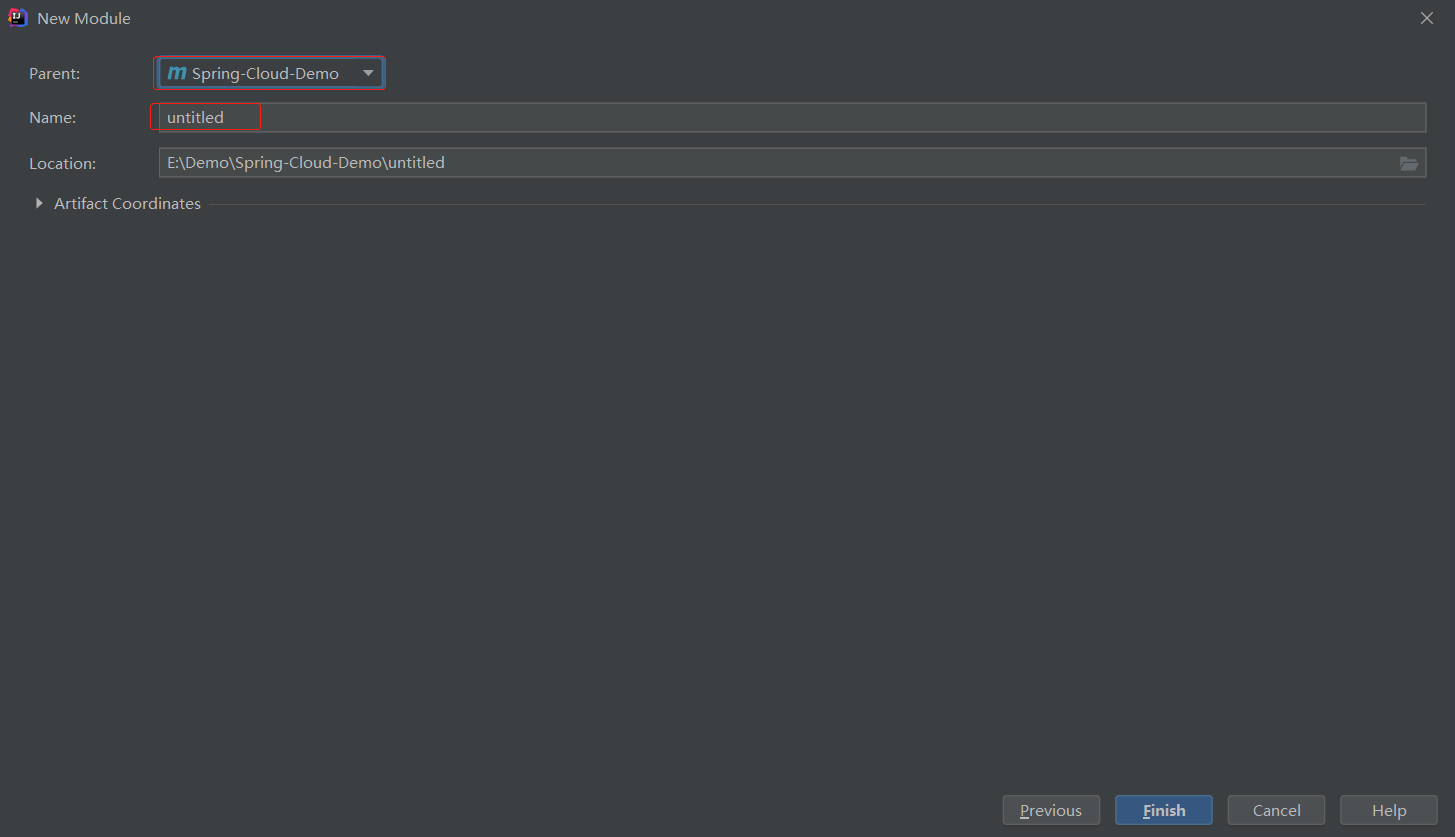 New Module
Parent: m Spring-Cloud-Demo
Name: untitled
Location: E:\Demo\Spring-Cloud-Demo\untitled
Artifact Coordinates
Previous Finish Cancel Help